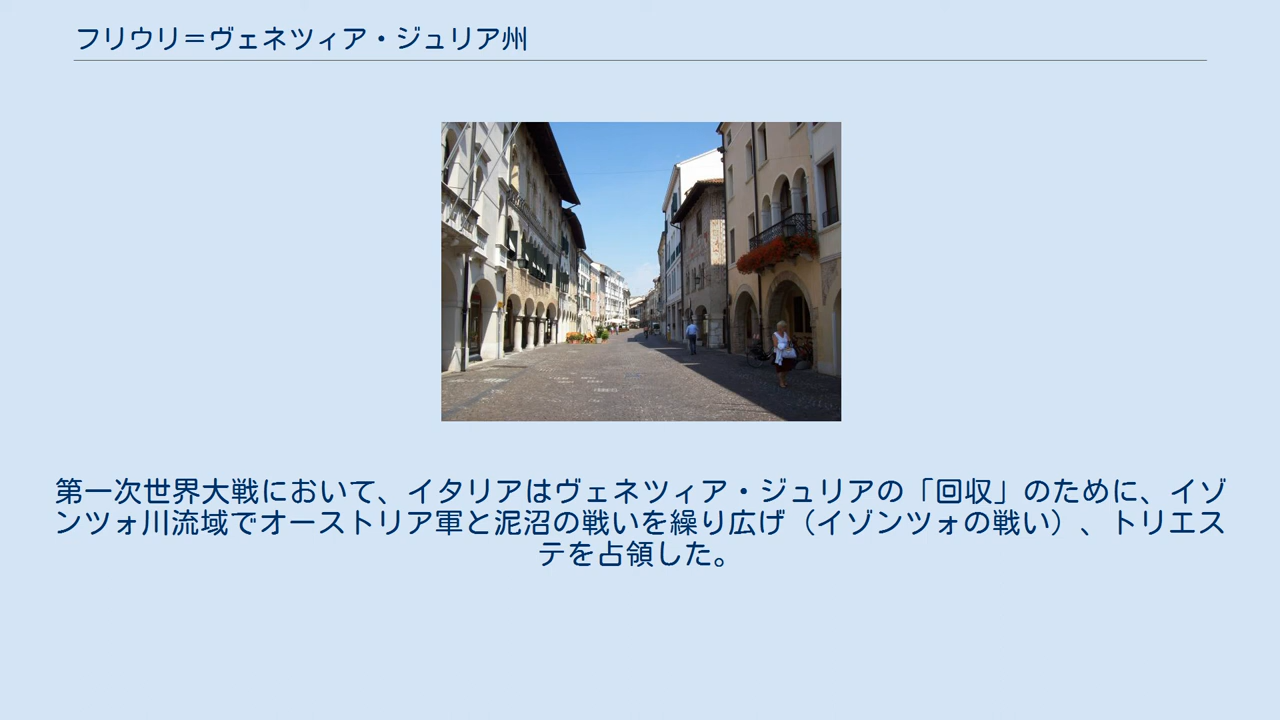 フリウリ＝ヴェネツィア・ジュリア州
第一次世界大戦において、イタリアはヴェネツィア・ジュリアの「回収」のために、イゾ
ンツォ川流域でオーストリア軍と泥沼の戦いを繰り広げ（イゾンツォの戦い）、トリエス
テを占領した。